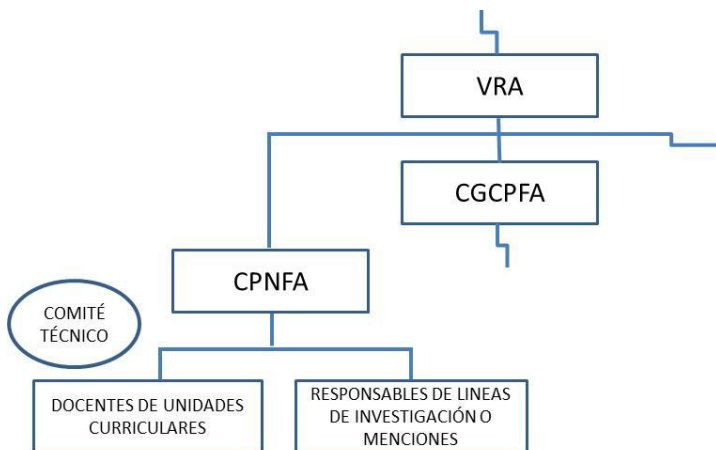 VRA
CGCPFA
CPNFA
COMITÉ
TÉCNICO
DOCENTES DE UNIDADES
CURRICULARES
RESPONSABLES DE LINEAS
DE INVESTIGACIÓN O
MENCIONES